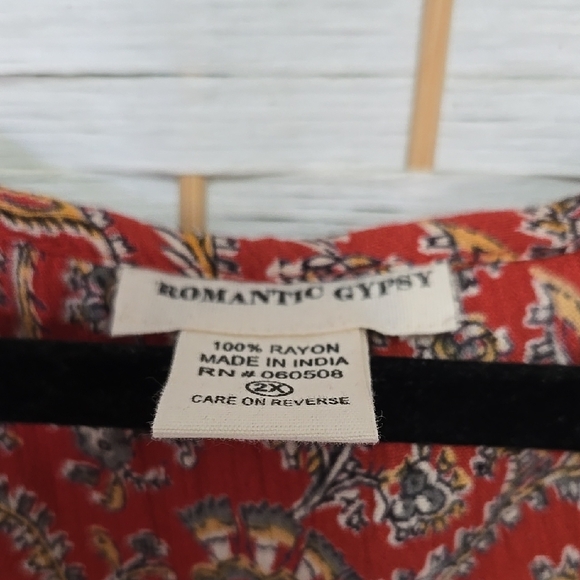 ROMANTIC GYPSY
100% RAYON
MADE IN INDIA
RN # 060508
2X
CARE ON REVERSE